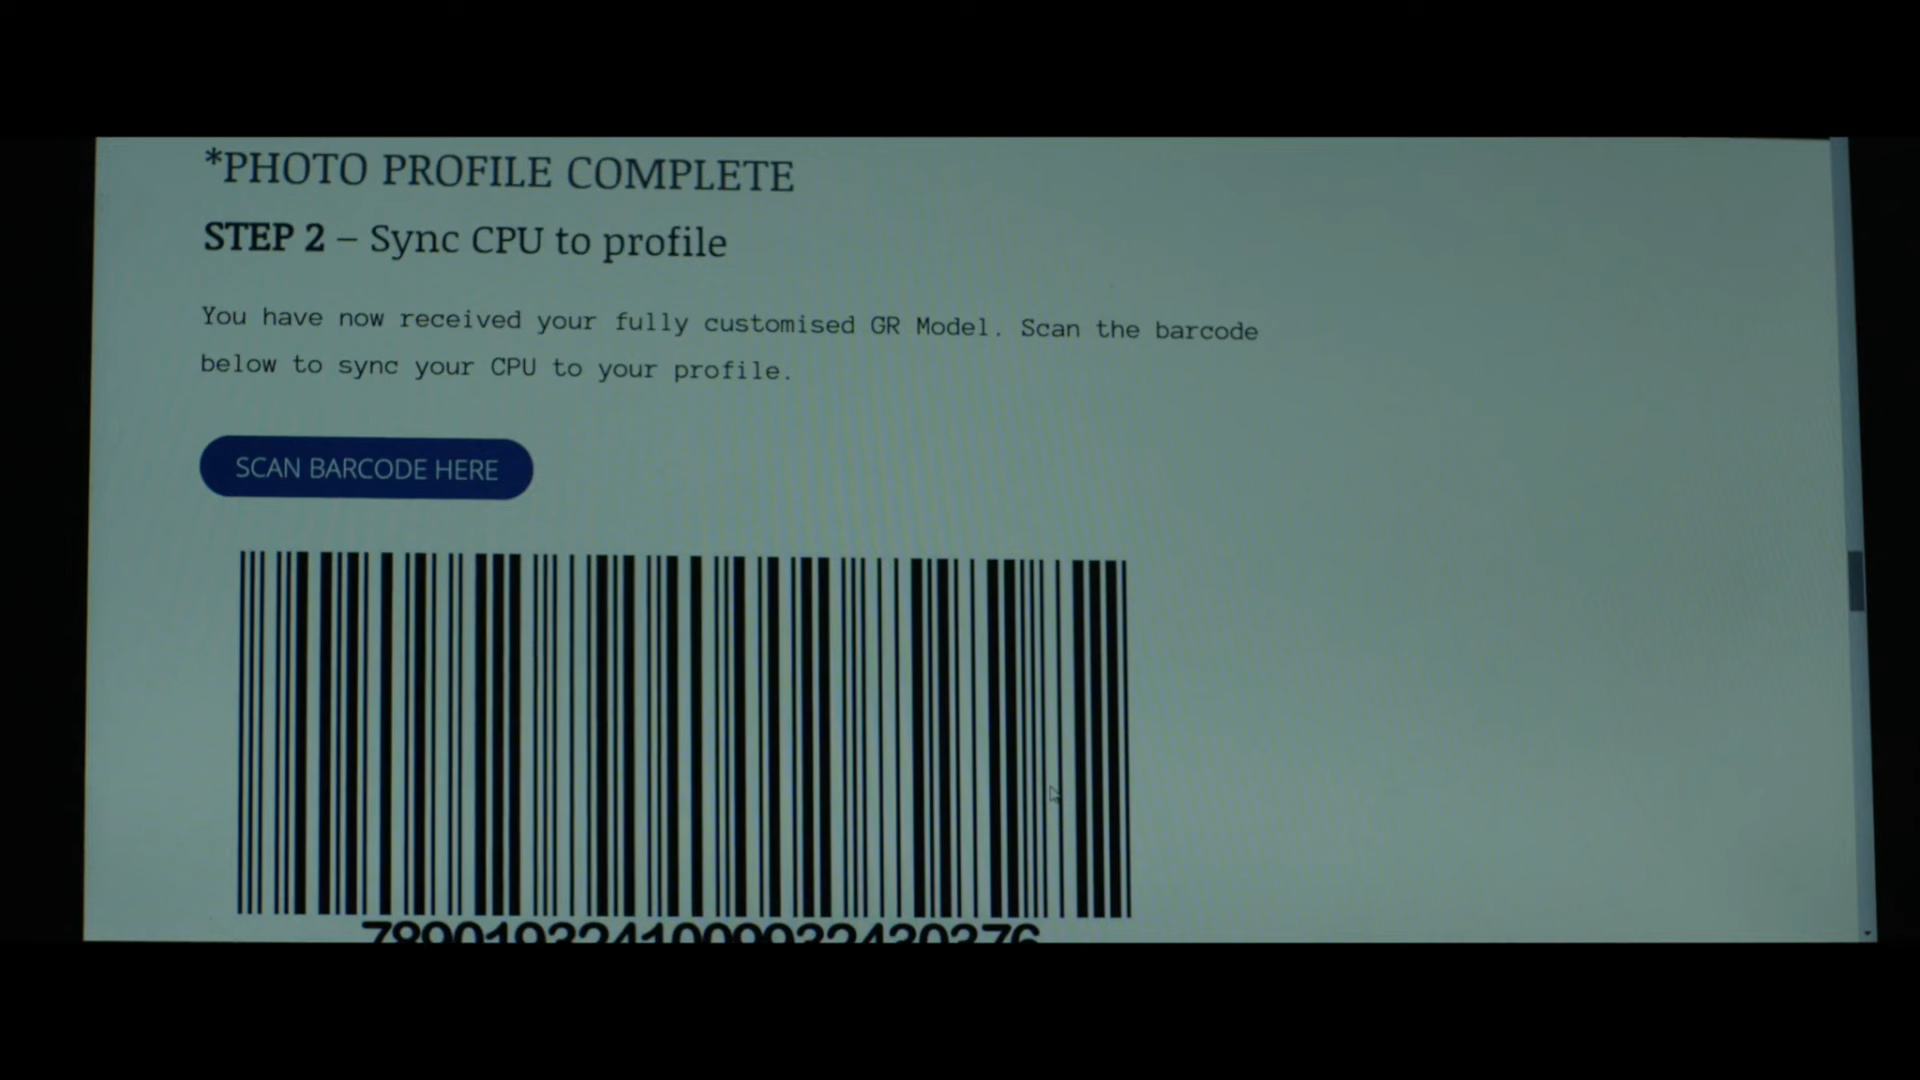 *PHOTO PROFILE COMPLETE
STEP 2 – Sync CPU to profile
You have now received your fully customised GR Model. Scan the barcode
below to sync your CPU to your profile.
SCAN BARCODE HERE